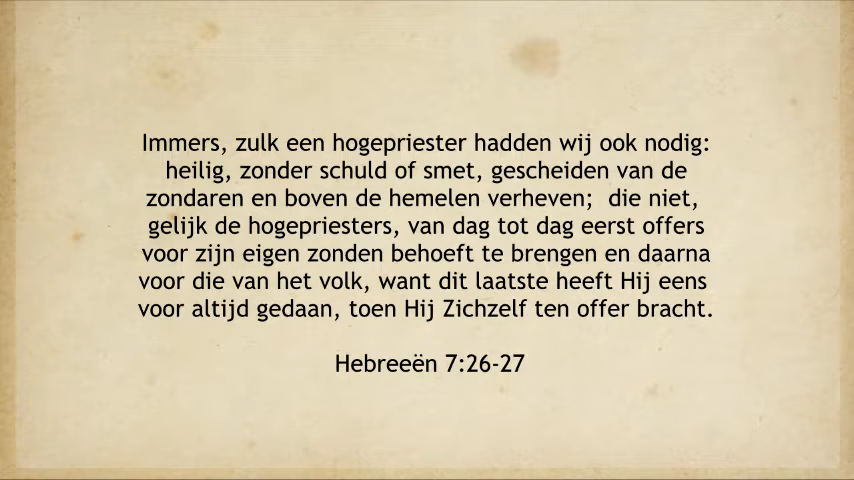 Immers, zulk een hogepriester hadden wij ook nodig:
heilig, zonder schuld of smet, gescheiden van de
zondaren en boven de hemelen verheven;  die niet,
gelijk de hogepriesters, van dag tot dag eerst offers
voor zijn eigen zonden behoeft te brengen en daarna
voor die van het volk, want dit laatste heeft Hij eens
voor altijd gedaan, toen Hij Zichzelf ten offer bracht.
Hebreeën 7:26-27